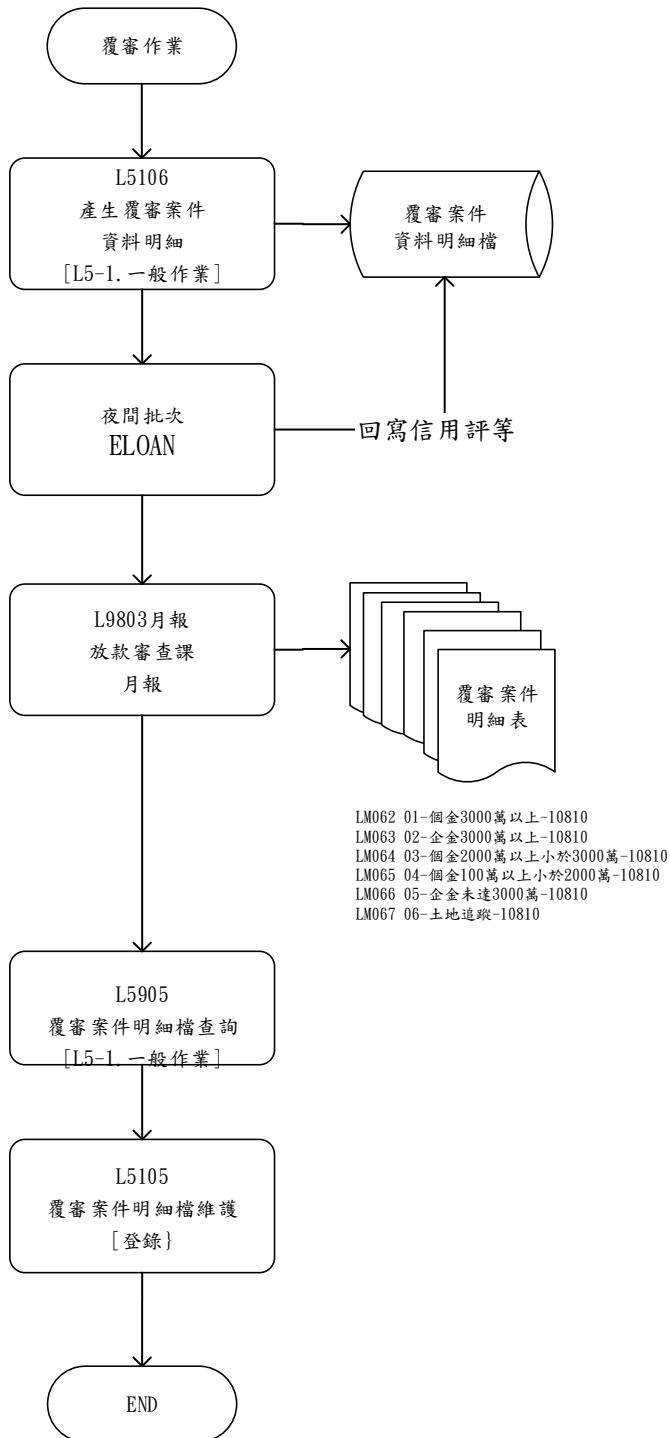 覆審作業
L5106
產生覆審案件
資料明細
[L5-1.一般作業]
覆審案件
資料明細檔
夜間批次
ELOAN
回寫信用評等
L9803月報
放款審查課
月報
覆審案件
明細表
LM062 01-個金3000萬以上-10810
LM063 02-企金3000萬以上-10810
LM064 03-個金2000萬以上小於3000萬-10810
LM065 04-個金100萬以上小於2000萬-10810
LM066 05-企金未達3000萬-10810
LM067 06-土地追蹤-10810
L5905
覆審案件明細檔查詢
[L5-1.一般作業]
L5105
覆審案件明細檔維護
[登錄}
END